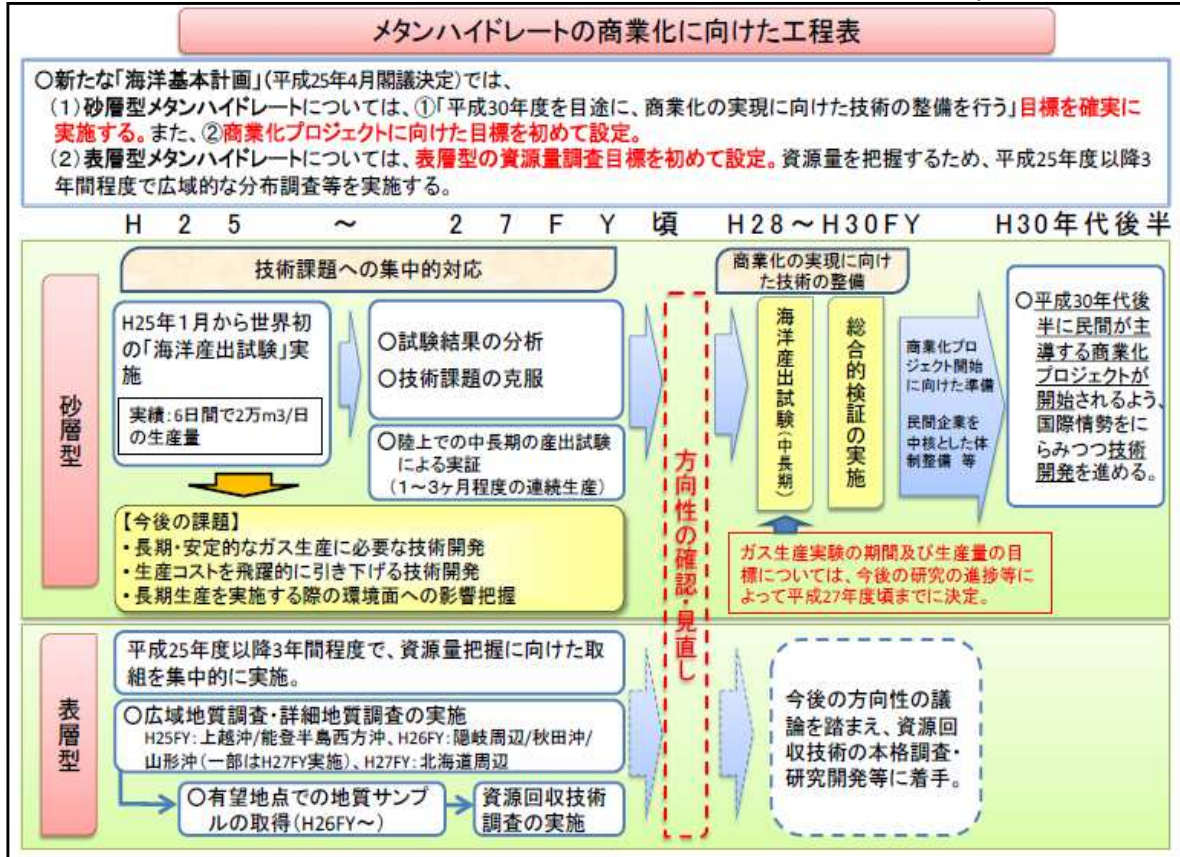 メタンハイドレートの商業化に向けた工程表
○新たな「海洋基本計画」(平成25年4月閣議決定)では、
(1)砂層型メタンハイドレートについては、①「平成30年度を目途に、商業化の実現に向けた技術の整備を行う」目標を確実に
実施する。また、②商業化プロジェクトに向けた目標を初めて設定。
(2)表層型メタンハイドレートについては、表層型の資源量調査目標を初めて設定。資源量を把握するため、平成25年度以降3
年間程度で広域的な分布調査等を実施する。
H25～27FY頃 H28～H30FY H30年代後半
砂層型
技術課題への集中的対応
H25年1月から世界初
の「海洋産出試験」実
施
実績：6日間で2万m3/日
の生産量
○試験結果の分析
○技術課題の克服
○陸上での中長期の産出試験
による実証
(1～3ヶ月程度の連続生産)
【今後の課題】
・長期・安定的なガス生産に必要な技術開発
・生産コストを飛躍的に引き下げる技術開発
・長期生産を実施する際の環境面への影響把握
方向性の確認・見直し
商業化の実現に向け
た技術の整備
海洋産出試験(中長期)
総合的検証の実施
商業化プロ
ジェクト開始
に向けた準備
民間企業を
中核とした体
制整備 等
○平成30年代後
半に民間が主
導する商業化
プロジェクトが
開始されるよう、
国際情勢をに
らみつつ技術
開発を進める。
ガス生産実験の期間及び生産量の目
標については、今後の研究の進捗等に
よって平成27年度頃までに決定。
表層型
平成25年度以降3年間程度で、資源量把握に向けた取
組を集中的に実施。
○広域地質調査・詳細地質調査の実施
H25FY：上越沖/能登半島西方沖、H26FY：隠岐周辺/秋田沖/
山形沖(一部はH27FY実施)、H27FY：北海道周辺
○有望地点での地質サンプ
ルの取得(H26FY～)
資源回収技術
調査の実施
今後の方向性の議
論を踏まえ、資源回
収技術の本格調査・
研究開発等に着手。